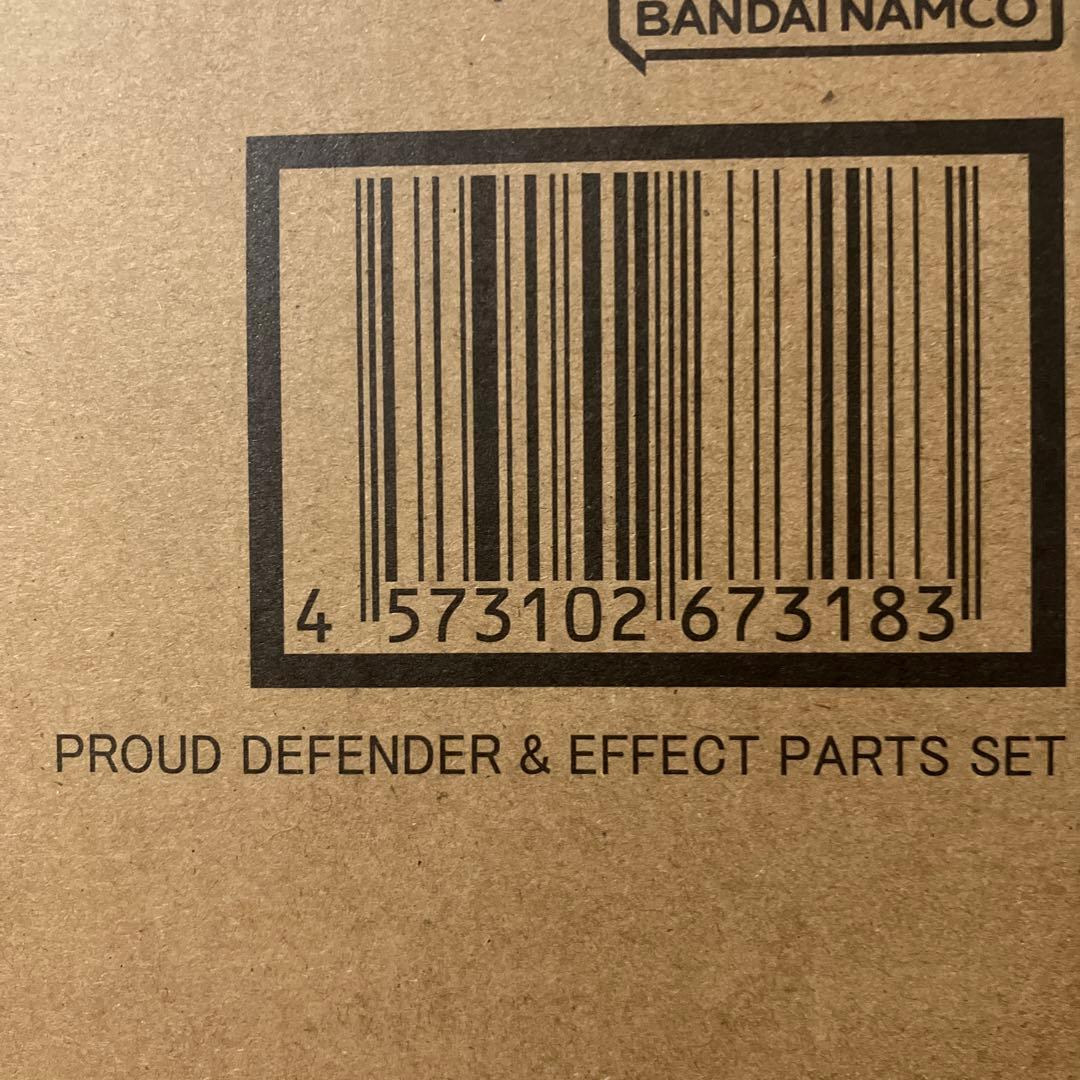 BANDAI NAMCO
4 573102 673183
PROUD DEFENDER & EFFECT PARTS SET